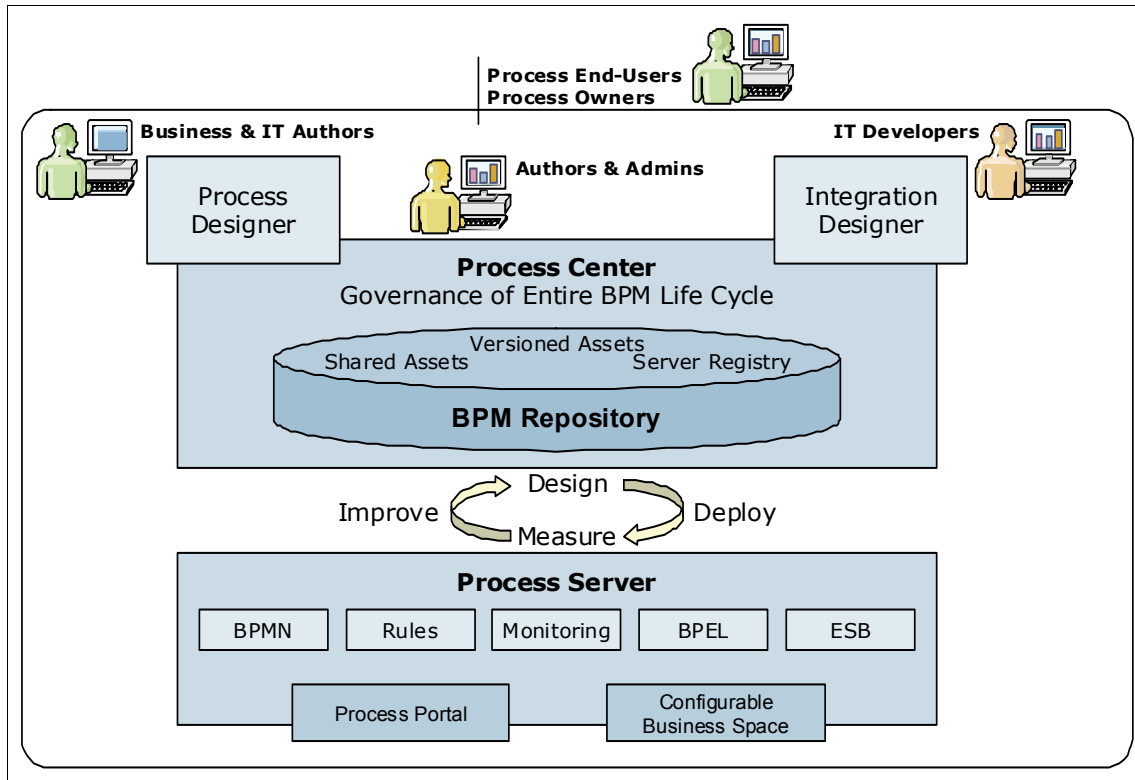 Process End-Users
Process Owners
Business & IT Authors
IT Developers
Authors & Admins
Process
Designer
Integration
Designer
Process Center
Governance of Entire BPM Life Cycle
Versioned Assets
Shared Assets
Server Registry
BPM Repository
Design
Improve
Deploy
Measure
Process Server
BPMN
Rules
Monitoring
BPEL
ESB
Process Portal
Configurable
Business Space